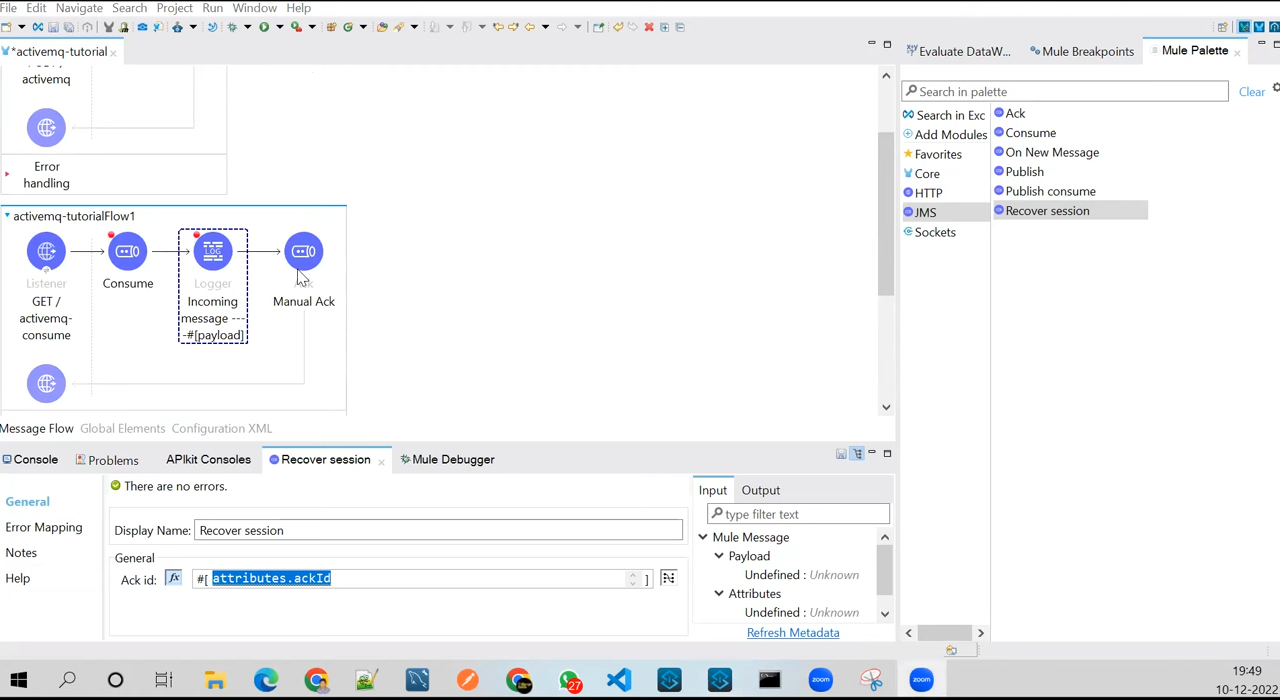 File Edit Navigate Search Project Run Window Help
*activemq-tutorial
Evaluate DataW... Mule Breakpoints Mule Palette
Search in palette
Clear
Search in Exc
Add Modules
Favorites
Core
HTTP
JMS
Sockets
Ack
Consume
On New Message
Publish
Publish consume
Recover session
activemq
Error
handling
activemq-tutorialFlow1
Listener
GET /
activemq-
consume
Consume
LOG
Logger
Incoming
message ---
-#[payload]
Manual Ack
Message Flow Global Elements Configuration XML
Console Problems APIkit Consoles Recover session Mule Debugger
General
Error Mapping
Notes
Help
There are no errors.
Display Name: Recover session
General
Ack id: fx #[ attributes.ackId ]
Input Output
type filter text
Mule Message
Payload
Undefined : Unknown
Attributes
Undefined : Unknown
Refresh Metadata
27
zoom
zoom
19:49
10-12-2022